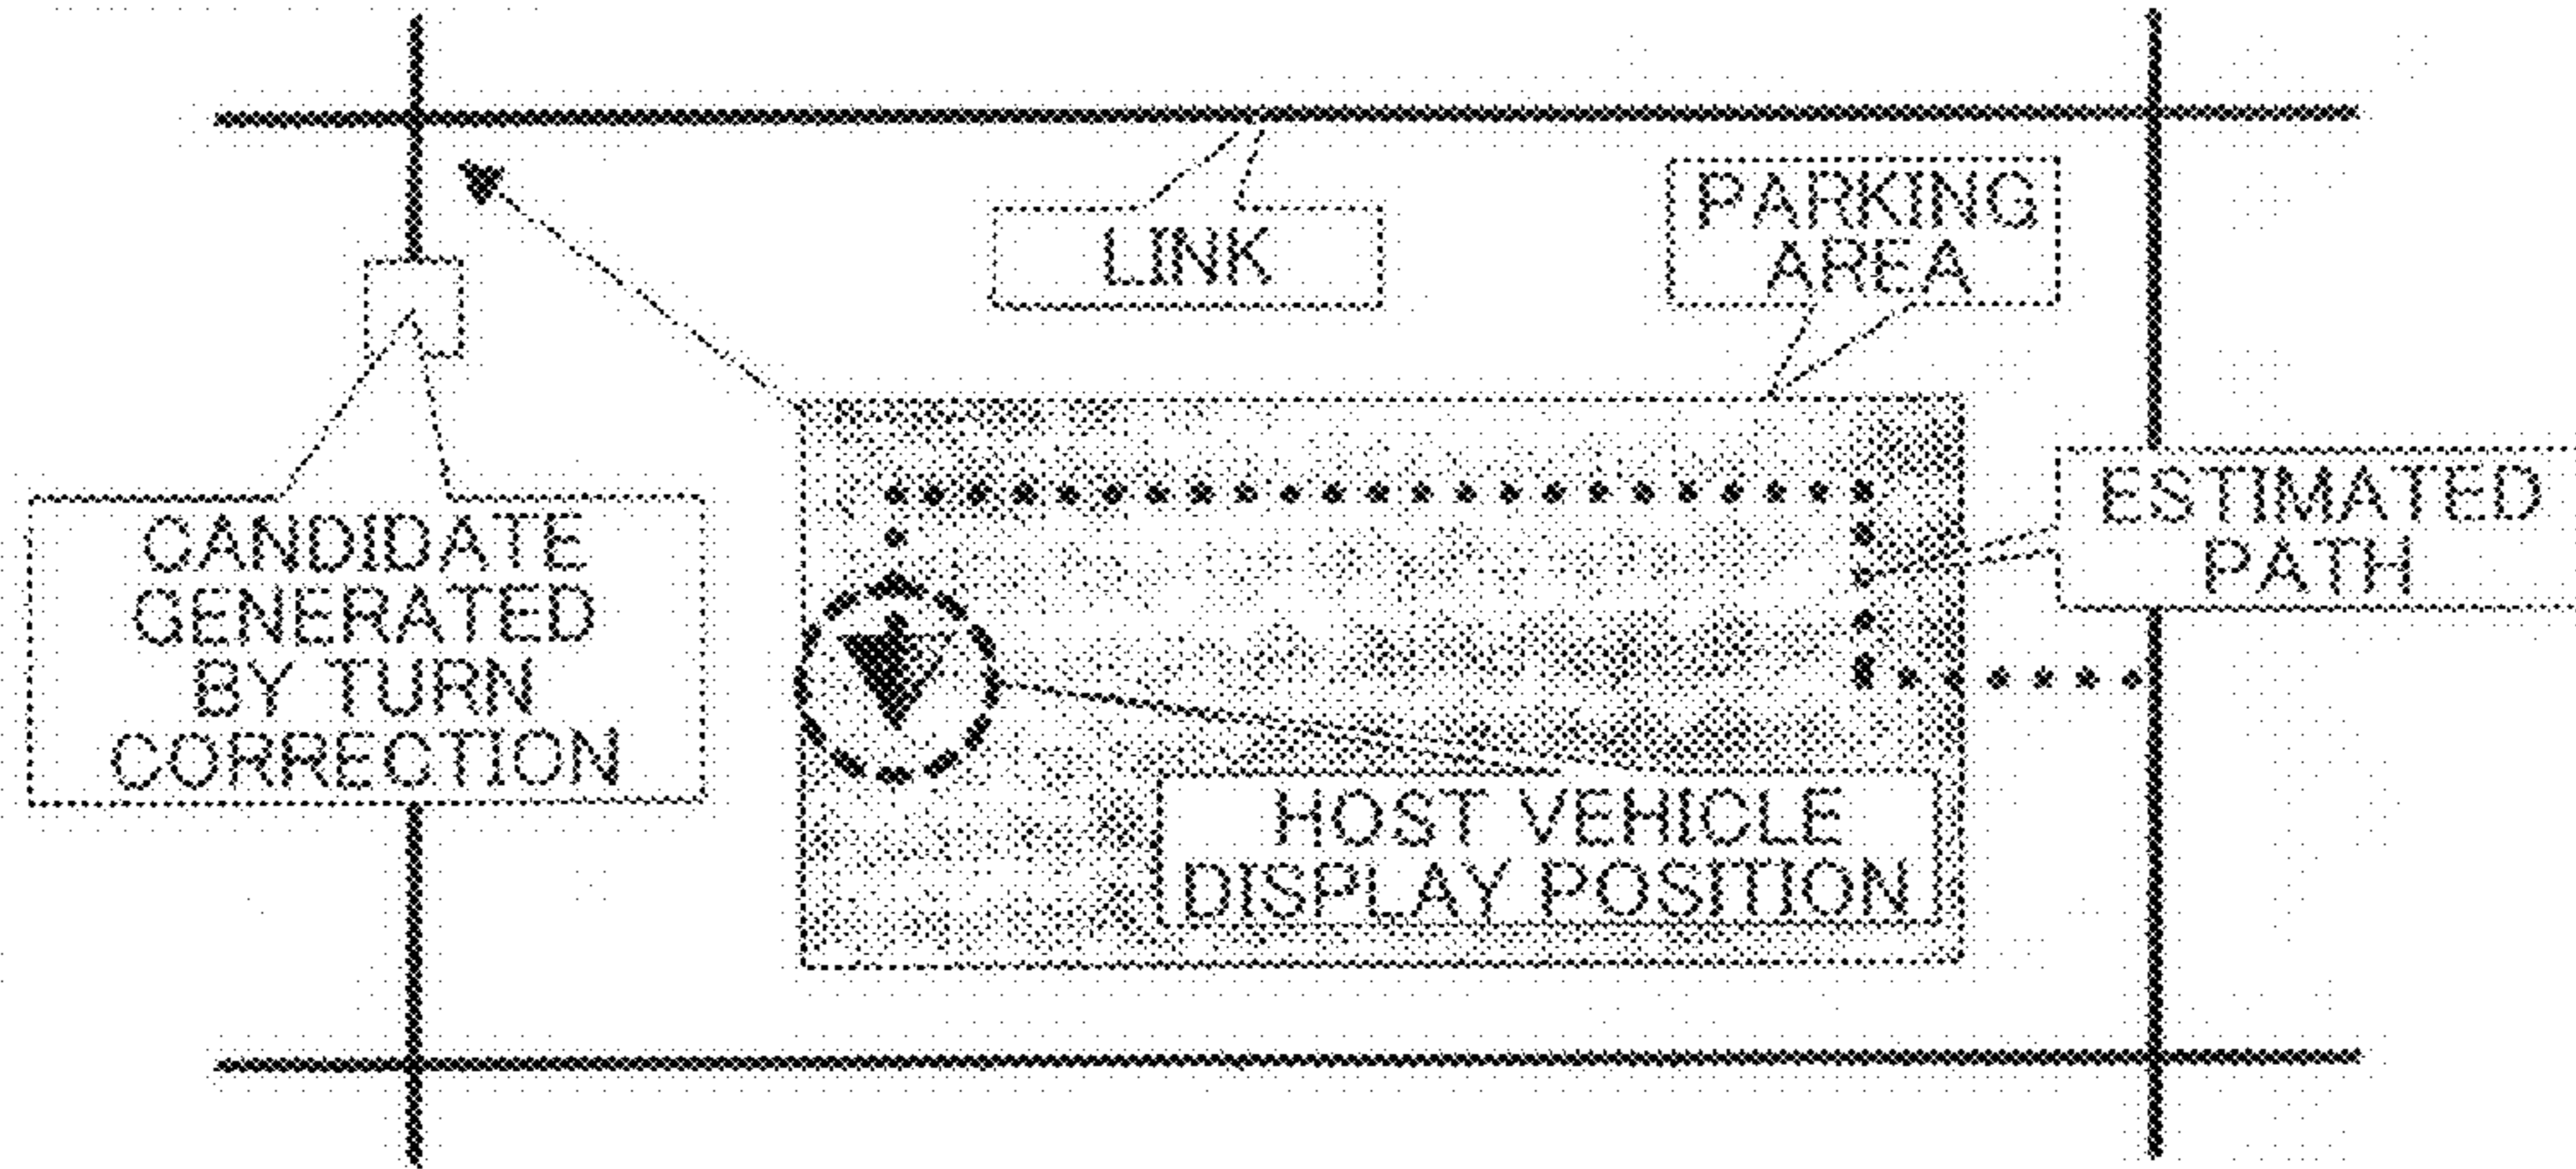 LINK
PARKING
AREA
CANDIDATE
GENERATED
BY TURN
CORRECTION
ESTIMATED
PATH
HOST VEHICLE
DISPLAY POSITION